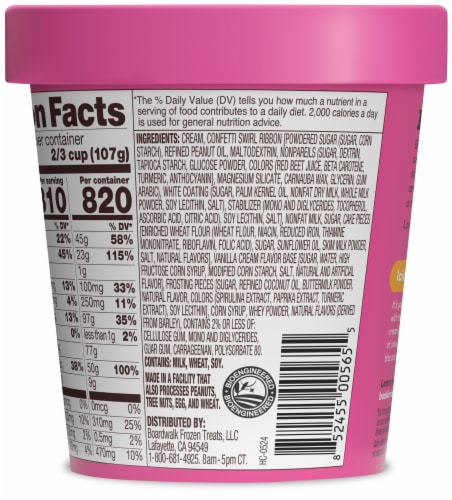 n Facts
per container
2/3 cup (107g)
Per serving
Per container
310
820
% DV*
% DV*
22% 45g 58%
45% 23g 115%
1g
13% 100mg 33%
4% 250mg 11%
13% 97g 35%
0% less than 1g 2%
77g
38% 50g 100%
9g
0% 0mcg 0%
10% 310mg 25%
2% 0.5mg 2%
4% 470mg 10%
*The % Daily Value (DV) tells you how much a nutrient in a
serving of food contributes to a daily diet. 2,000 calories a day
is used for general nutrition advice.
INGREDIENTS: CREAM, CONFETTI SWIRL RIBBON [POWDERED SUGAR (SUGAR, CORN
STARCH), REFINED PEANUT OIL, MALTODEXTRIN, NONPARELS (SUGAR, DEXTRIN,
TAPIOCA STARCH, GLUCOSE POWDER, COLORS (RED BEET JUICE, BETA CAROTENE,
TURMERIC, ANTHOCYANIN), MAGNESIUM SILICATE, CARNAUBA WAX, GLYCERIN, GUM
ARABIC), WHITE COATING (SUGAR, PALM KERNEL OIL, NONFAT DRY MILK, WHOLE MILK
POWDER, SOY LECITHIN, SALT), STABILIZER (MONO AND DIGLYCERIDES, TOCOPHEROL,
ASCORBIC ACID, CITRIC ACID), SOY LECITHIN, SALT], NONFAT MILK, SUGAR, CAKE PIECES
ENRICHED WHEAT FLOUR (WHEAT FLOUR, NIACIN, REDUCED IRON, THIAMINE
MONONITRATE, RIBOFLAVIN, FOLIC ACID), SUGAR, SUNFLOWER OIL, SKIM MILK POWDER,
SALT, NATURAL FLAVORS], VANILLA CREAM FLAVOR BASE (SUGAR, WATER, HIGH
FRUCTOSE CORN SYRUP, MODIFIED CORN STARCH, SALT, NATURAL AND ARTIFICIAL
FLAVOR), FROSTING PIECES (SUGAR, REFINED COCONUT OIL, BUTTERMILK POWDER,
NATURAL FLAVOR, COLORS (SPIRULINA EXTRACT, PAPRIKA EXTRACT, TURMERIC
EXTRACT), SOY LECITHIN), CORN SYRUP, WHEY POWDER, NATURAL FLAVORS (DERIVED
FROM BARLEY). CONTAINS 2% OR LESS OF:
CELLULOSE GUM, MONO AND DIGLYCERIDES,
GUAR GUM, CARRAGEENAN, POLYSORBATE 80.
CONTAINS: MILK, WHEAT, SOY.
MADE IN A FACILITY THAT
ALSO PROCESSES PEANUTS,
TREE NUTS, EGG, AND WHEAT.
DISTRIBUTED BY:
Boardwalk Frozen Treats, LLC
Lafayette, CA 94549
1-800-681-4925. 8am - 5pm CT.
BIOENGINEERED
BIOENGINEERED
HC-0524
8 52455 00565 5